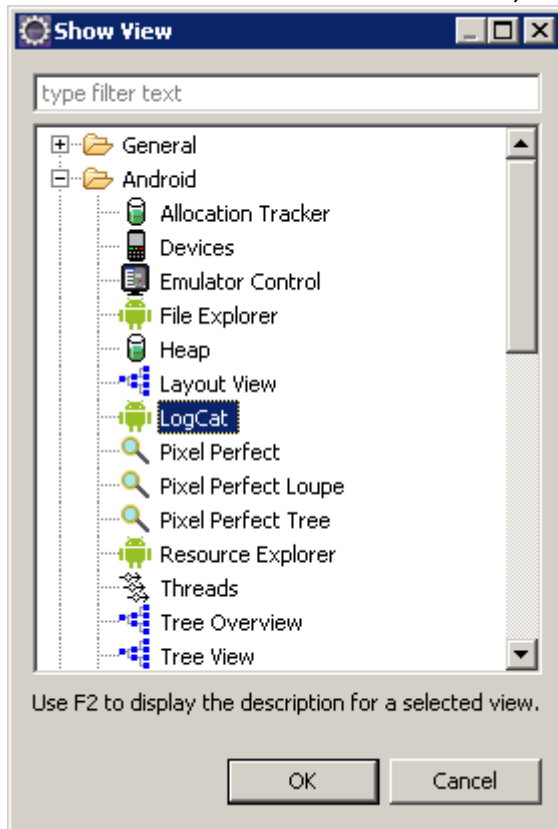 Show View
type filter text
General
Android
Allocation Tracker
Devices
Emulator Control
File Explorer
Heap
Layout View
LogCat
Pixel Perfect
Pixel Perfect Loupe
Pixel Perfect Tree
Resource Explorer
Threads
Tree Overview
Tree View
Use F2 to display the description for a selected view.
OK Cancel